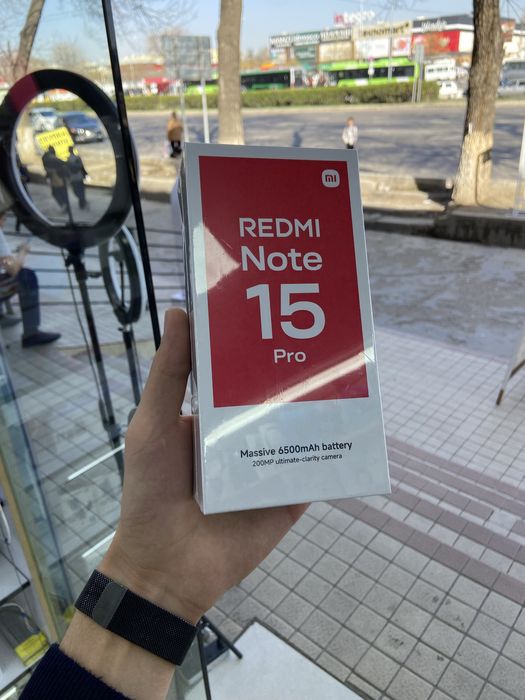 mi
REDMI
Note
15
Pro
Massive 6500mAh battery
200MP ultimate-clarity camera